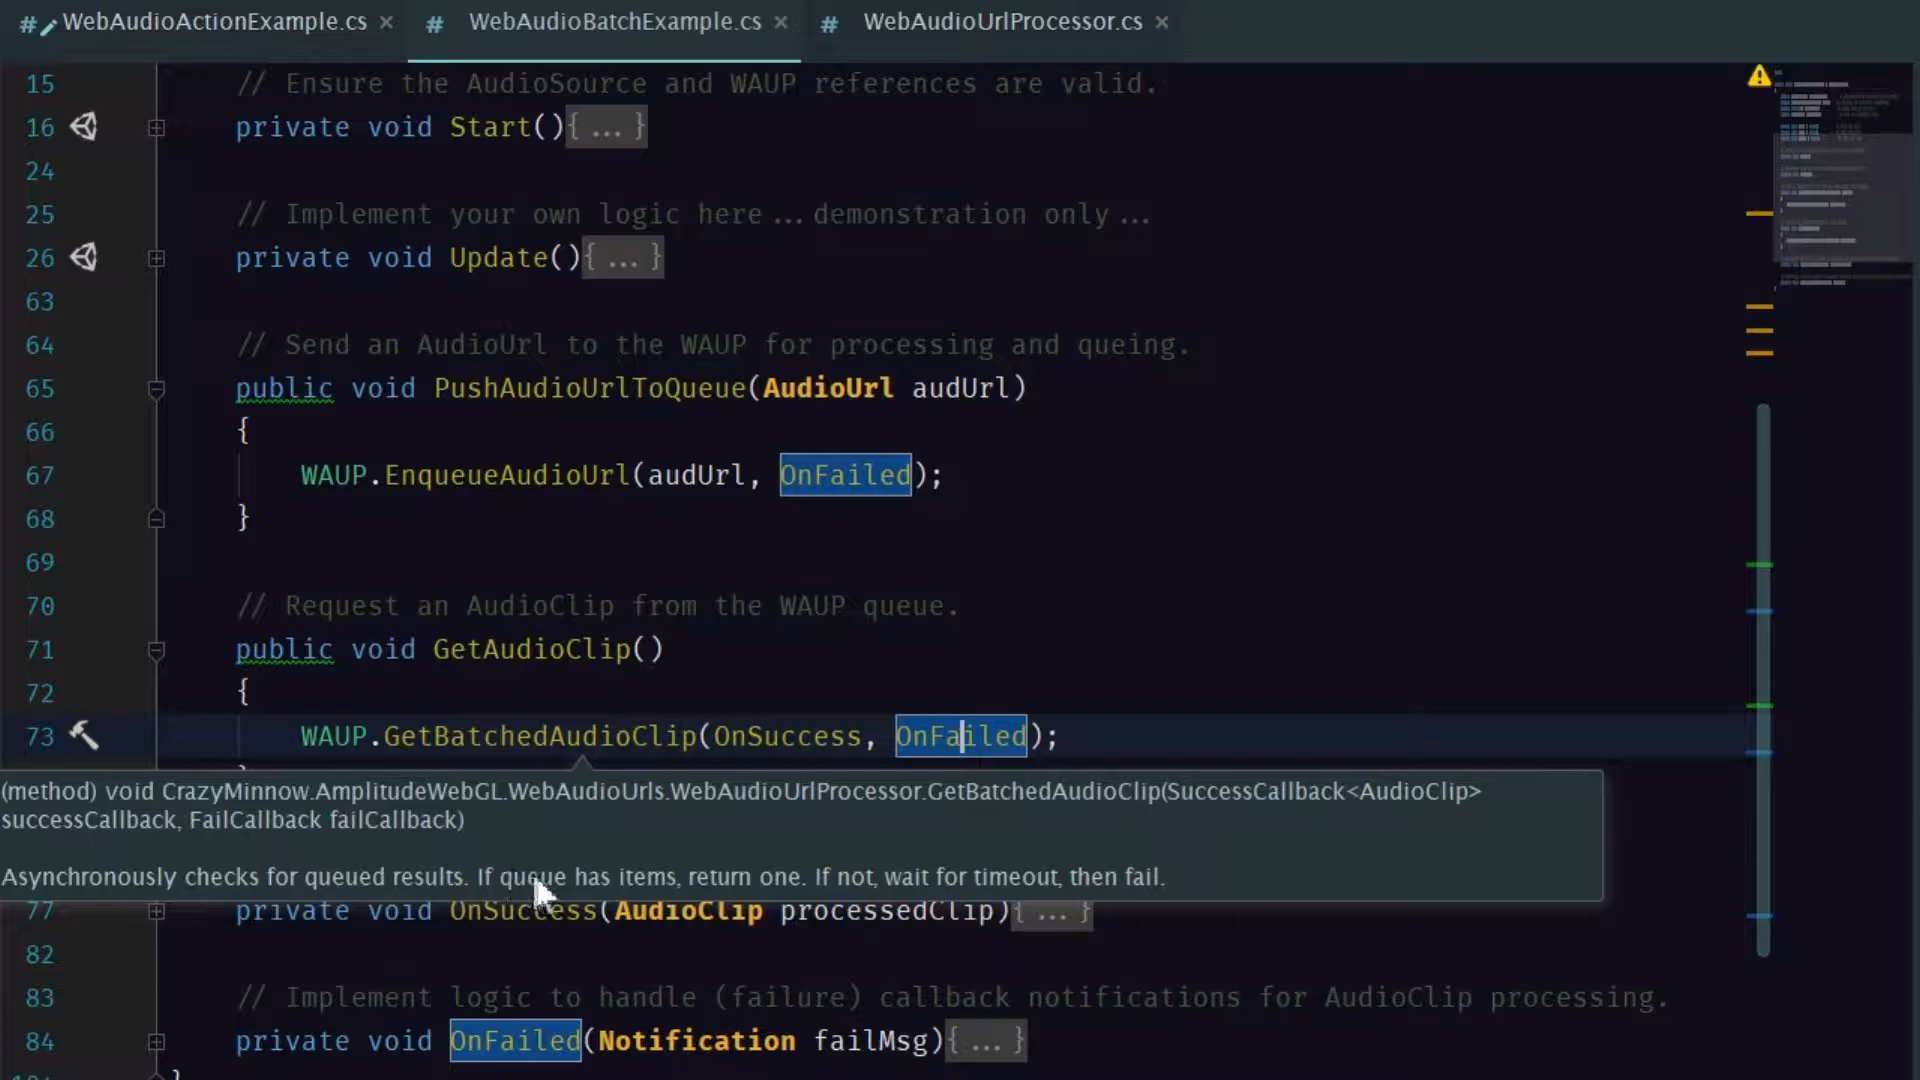 # WebAudioActionExample.cs × # WebAudioBatchExample.cs × # WebAudioUrlProcessor.cs ×
15 // Ensure the AudioSource and WAUP references are valid.
16 private void Start(){ ... }
24
25 // Implement your own logic here...demonstration only...
26 private void Update(){ ... }
63
64 // Send an AudioUrl to the WAUP for processing and queing.
65 public void PushAudioUrlToQueue(AudioUrl audUrl)
66 {
67 WAUP.EnqueueAudioUrl(audUrl, OnFailed);
68 }
69
70 // Request an AudioClip from the WAUP queue.
71 public void GetAudioClip()
72 {
73 WAUP.GetBatchedAudioClip(OnSuccess, OnFailed);
(method) void CrazyMinnow.AmplitudeWebGL.WebAudioUrls.WebAudioUrlProcessor.GetBatchedAudioClip(SuccessCallback<AudioClip>
successCallback, FailCallback failCallback)
Asynchronously checks for queued results. If queue has items, return one. If not, wait for timeout, then fail.
77 private void OnSuccess(AudioClip processedClip){ ... }
82
83 // Implement logic to handle (failure) callback notifications for AudioClip processing.
84 private void OnFailed(Notification failMsg){ ... }
}